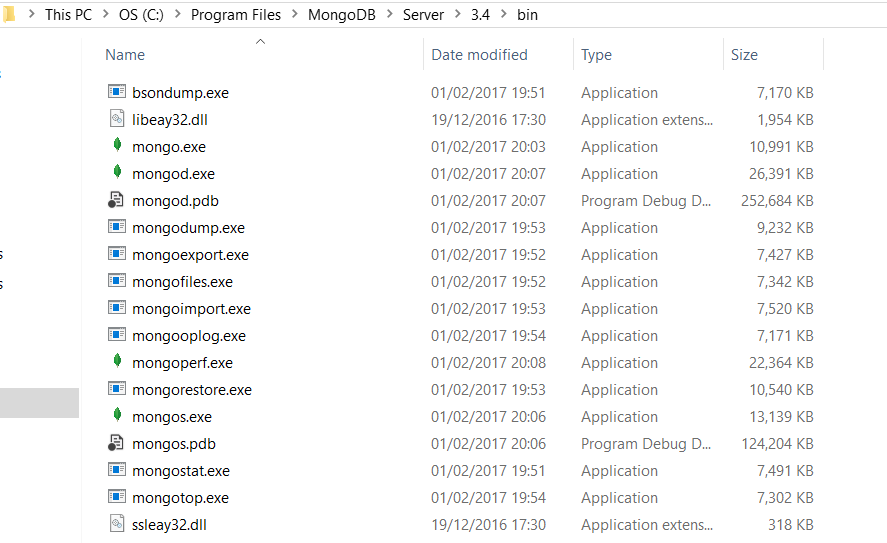 This PC > OS (C:) > Program Files > MongoDB > Server > 3.4 > bin
Name Date modified Type Size
bsondump.exe 01/02/2017 19:51 Application 7,170 KB
libeay32.dll 19/12/2016 17:30 Application extens... 1,954 KB
mongo.exe 01/02/2017 20:03 Application 10,991 KB
mongod.exe 01/02/2017 20:07 Application 26,391 KB
mongod.pdb 01/02/2017 20:07 Program Debug D... 252,684 KB
mongodump.exe 01/02/2017 19:53 Application 9,232 KB
mongoexport.exe 01/02/2017 19:52 Application 7,427 KB
mongofiles.exe 01/02/2017 19:52 Application 7,342 KB
mongoimport.exe 01/02/2017 19:53 Application 7,520 KB
mongooplog.exe 01/02/2017 19:54 Application 7,171 KB
mongoperf.exe 01/02/2017 20:08 Application 22,364 KB
mongorestore.exe 01/02/2017 19:53 Application 10,540 KB
mongos.exe 01/02/2017 20:06 Application 13,139 KB
mongos.pdb 01/02/2017 20:06 Program Debug D... 124,204 KB
mongostat.exe 01/02/2017 19:51 Application 7,491 KB
mongotop.exe 01/02/2017 19:54 Application 7,302 KB
ssleay32.dll 19/12/2016 17:30 Application extens... 318 KB